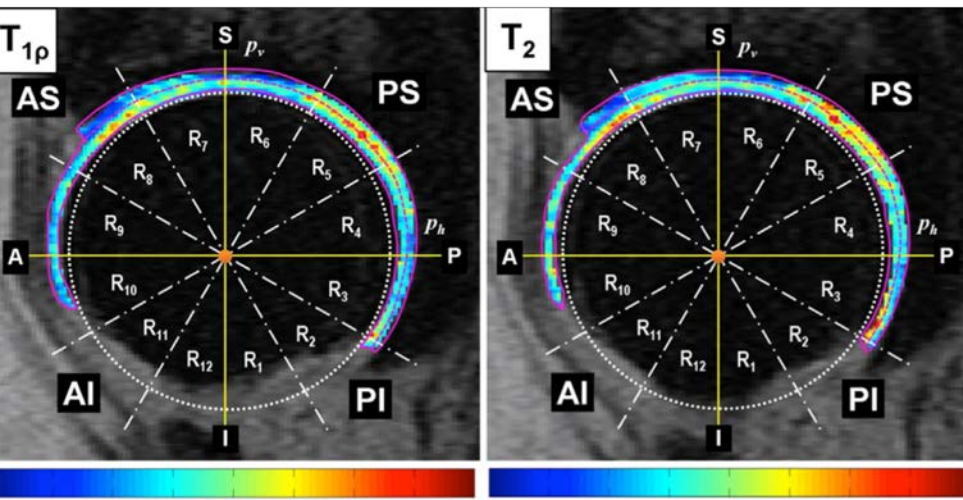 T₁ρ
S
pᵥ
AS
PS
R₇
R₆
R₈
R₅
R₉
R₄
pₕ
A
P
R₁₀
R₃
R₁₁
R₂
R₁₂
R₁
AI
PI
I
T₂
S
pᵥ
AS
PS
R₇
R₆
R₈
R₅
R₉
R₄
pₕ
A
P
R₁₀
R₃
R₁₁
R₂
R₁₂
R₁
AI
PI
I